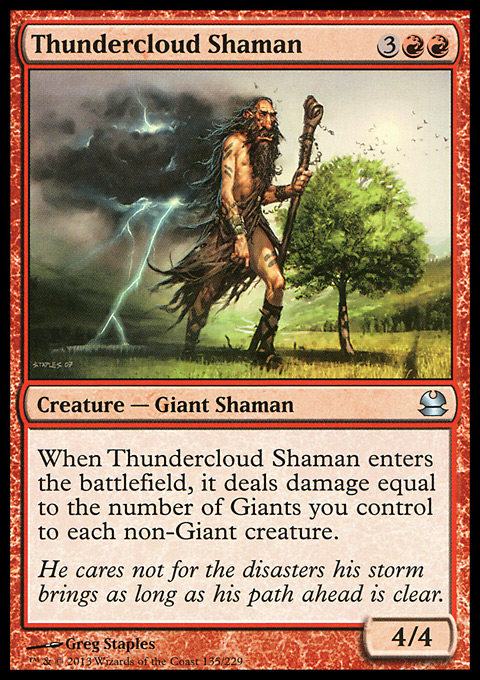 Thundercloud Shaman 3
STAPLES 07
Creature — Giant Shaman
When Thundercloud Shaman enters
the battlefield, it deals damage equal
to the number of Giants you control
to each non-Giant creature.
He cares not for the disasters his storm
brings as long as his path ahead is clear.
4/4
Greg Staples
™ & © 2013 Wizards of the Coast 135/229